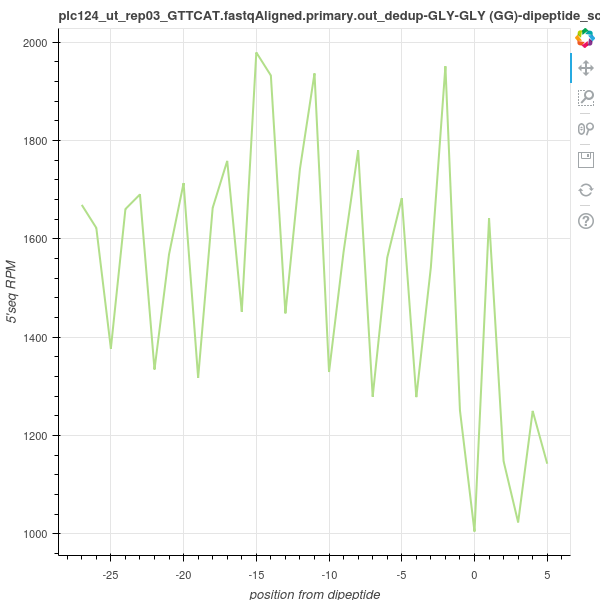 plc124_ut_rep03_GTTCAT.fastqAligned.primary.out_dedup-GLY-GLY (GG)-dipeptide_sc
2000
1800
1600
1400
1200
1000
5'seq RPM
-25 -20 -15 -10 -5 0 5
position from dipeptide